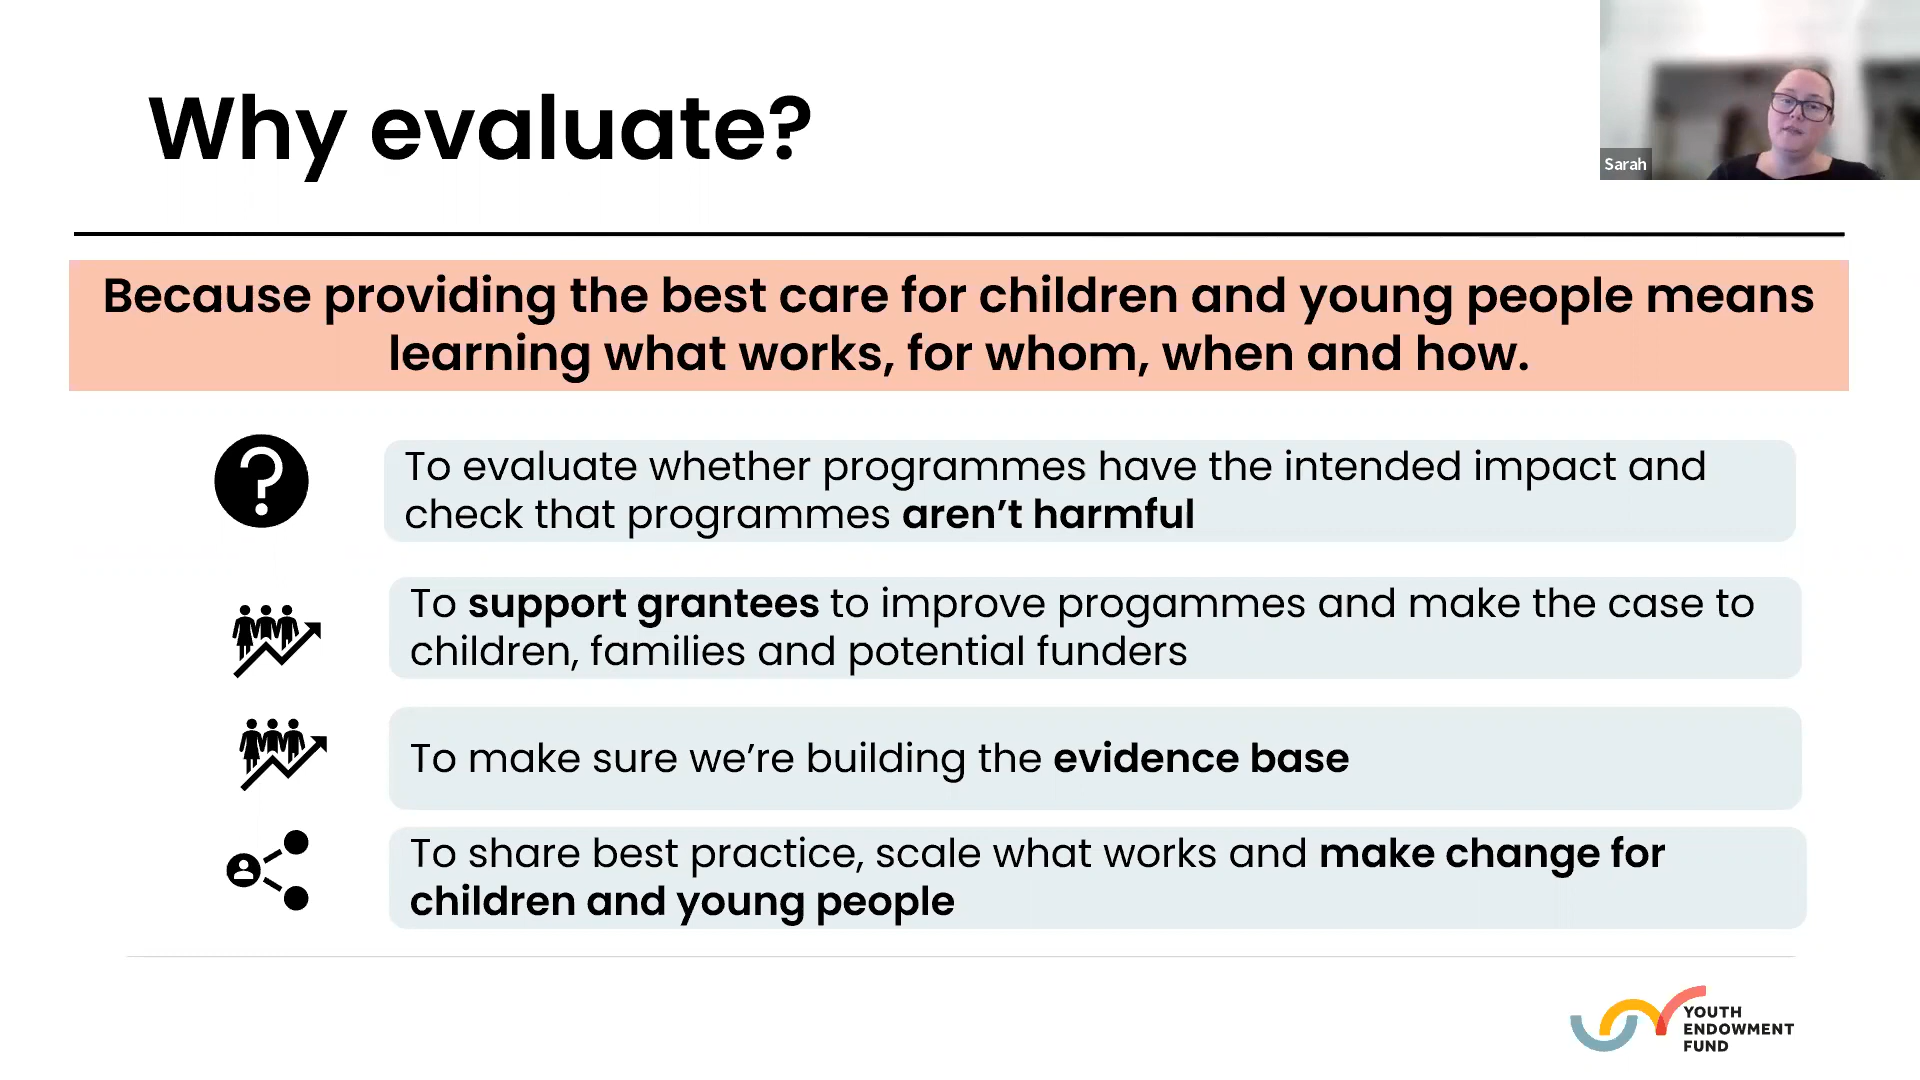 Why evaluate?
Sarah
Because providing the best care for children and young people means
learning what works, for whom, when and how.
To evaluate whether programmes have the intended impact and
check that programmes aren’t harmful
To support grantees to improve progammes and make the case to
children, families and potential funders
To make sure we’re building the evidence base
To share best practice, scale what works and make change for
children and young people
YOUTH
ENDOWMENT
FUND